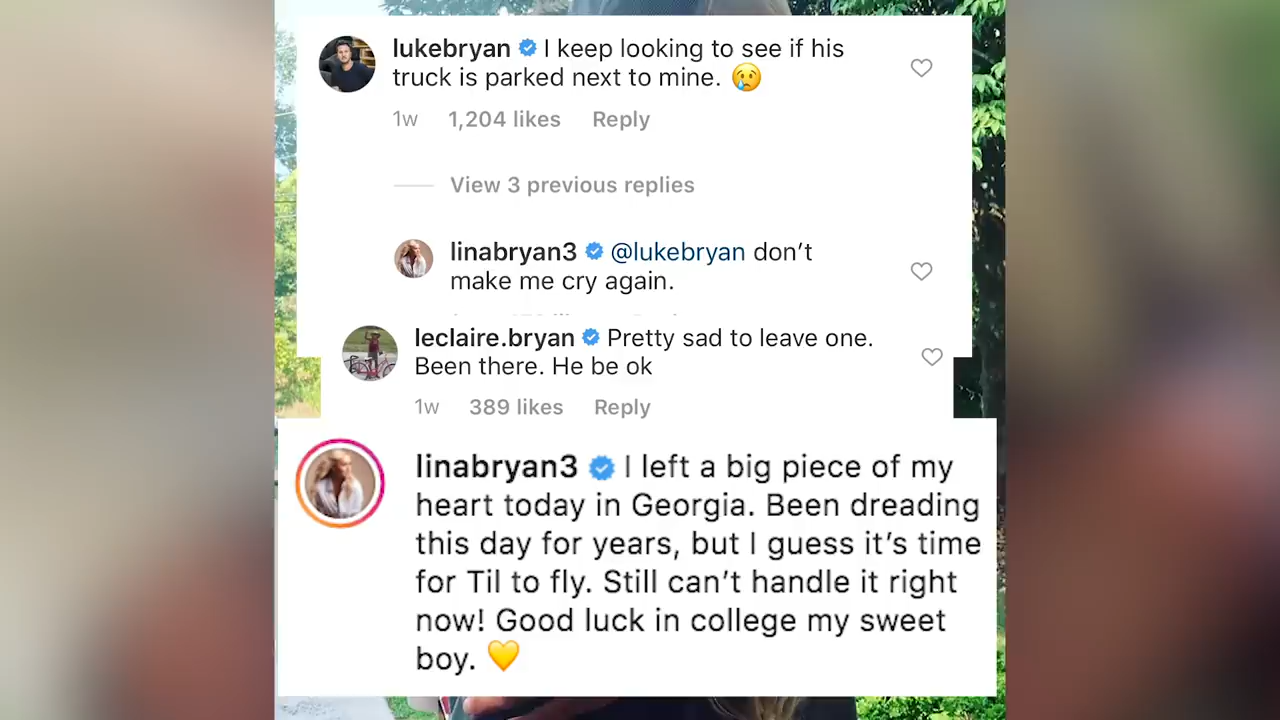 lukebryan I keep looking to see if his
truck is parked next to mine. 😢
1w 1,204 likes Reply
View 3 previous replies
linabryan3 @lukebryan don’t
make me cry again.
leclaire.bryan Pretty sad to leave one.
Been there. He be ok
1w 389 likes Reply
linabryan3 I left a big piece of my
heart today in Georgia. Been dreading
this day for years, but I guess it’s time
for Til to fly. Still can’t handle it right
now! Good luck in college my sweet
boy. 💛